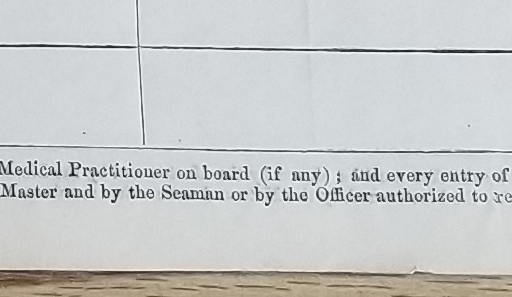 Medical Practitioner on board (if any); and every entry of
Master and by the Seaman or by the Officer authorized to re